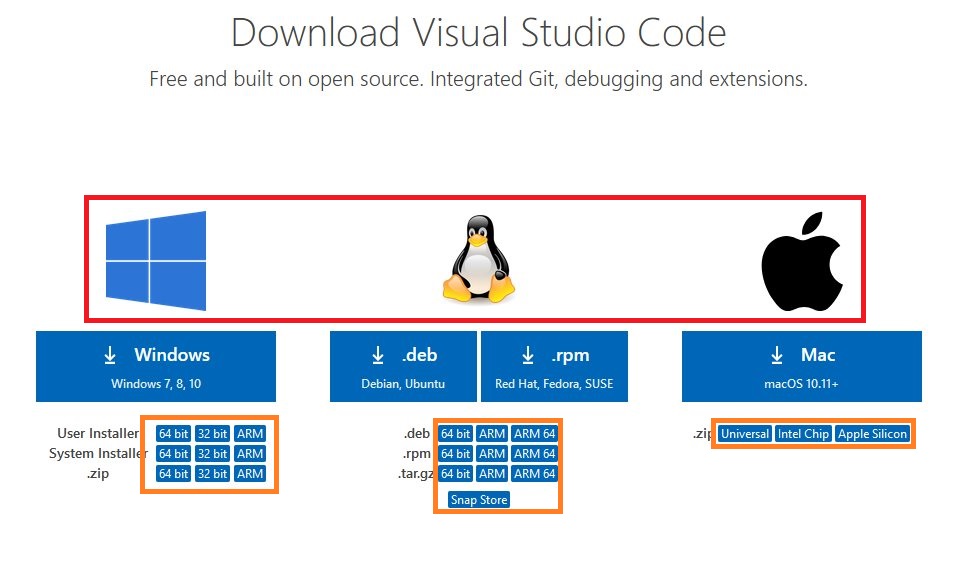 Download Visual Studio Code
Free and built on open source. Integrated Git, debugging and extensions.
Windows
Windows 7, 8, 10
User Installer 64 bit 32 bit ARM
System Installer 64 bit 32 bit ARM
.zip 64 bit 32 bit ARM
.deb
Debian, Ubuntu
.rpm
Red Hat, Fedora, SUSE
.deb 64 bit ARM ARM 64
.rpm 64 bit ARM ARM 64
.tar.gz 64 bit ARM ARM 64
Snap Store
Mac
macOS 10.11+
.zip Universal Intel Chip Apple Silicon